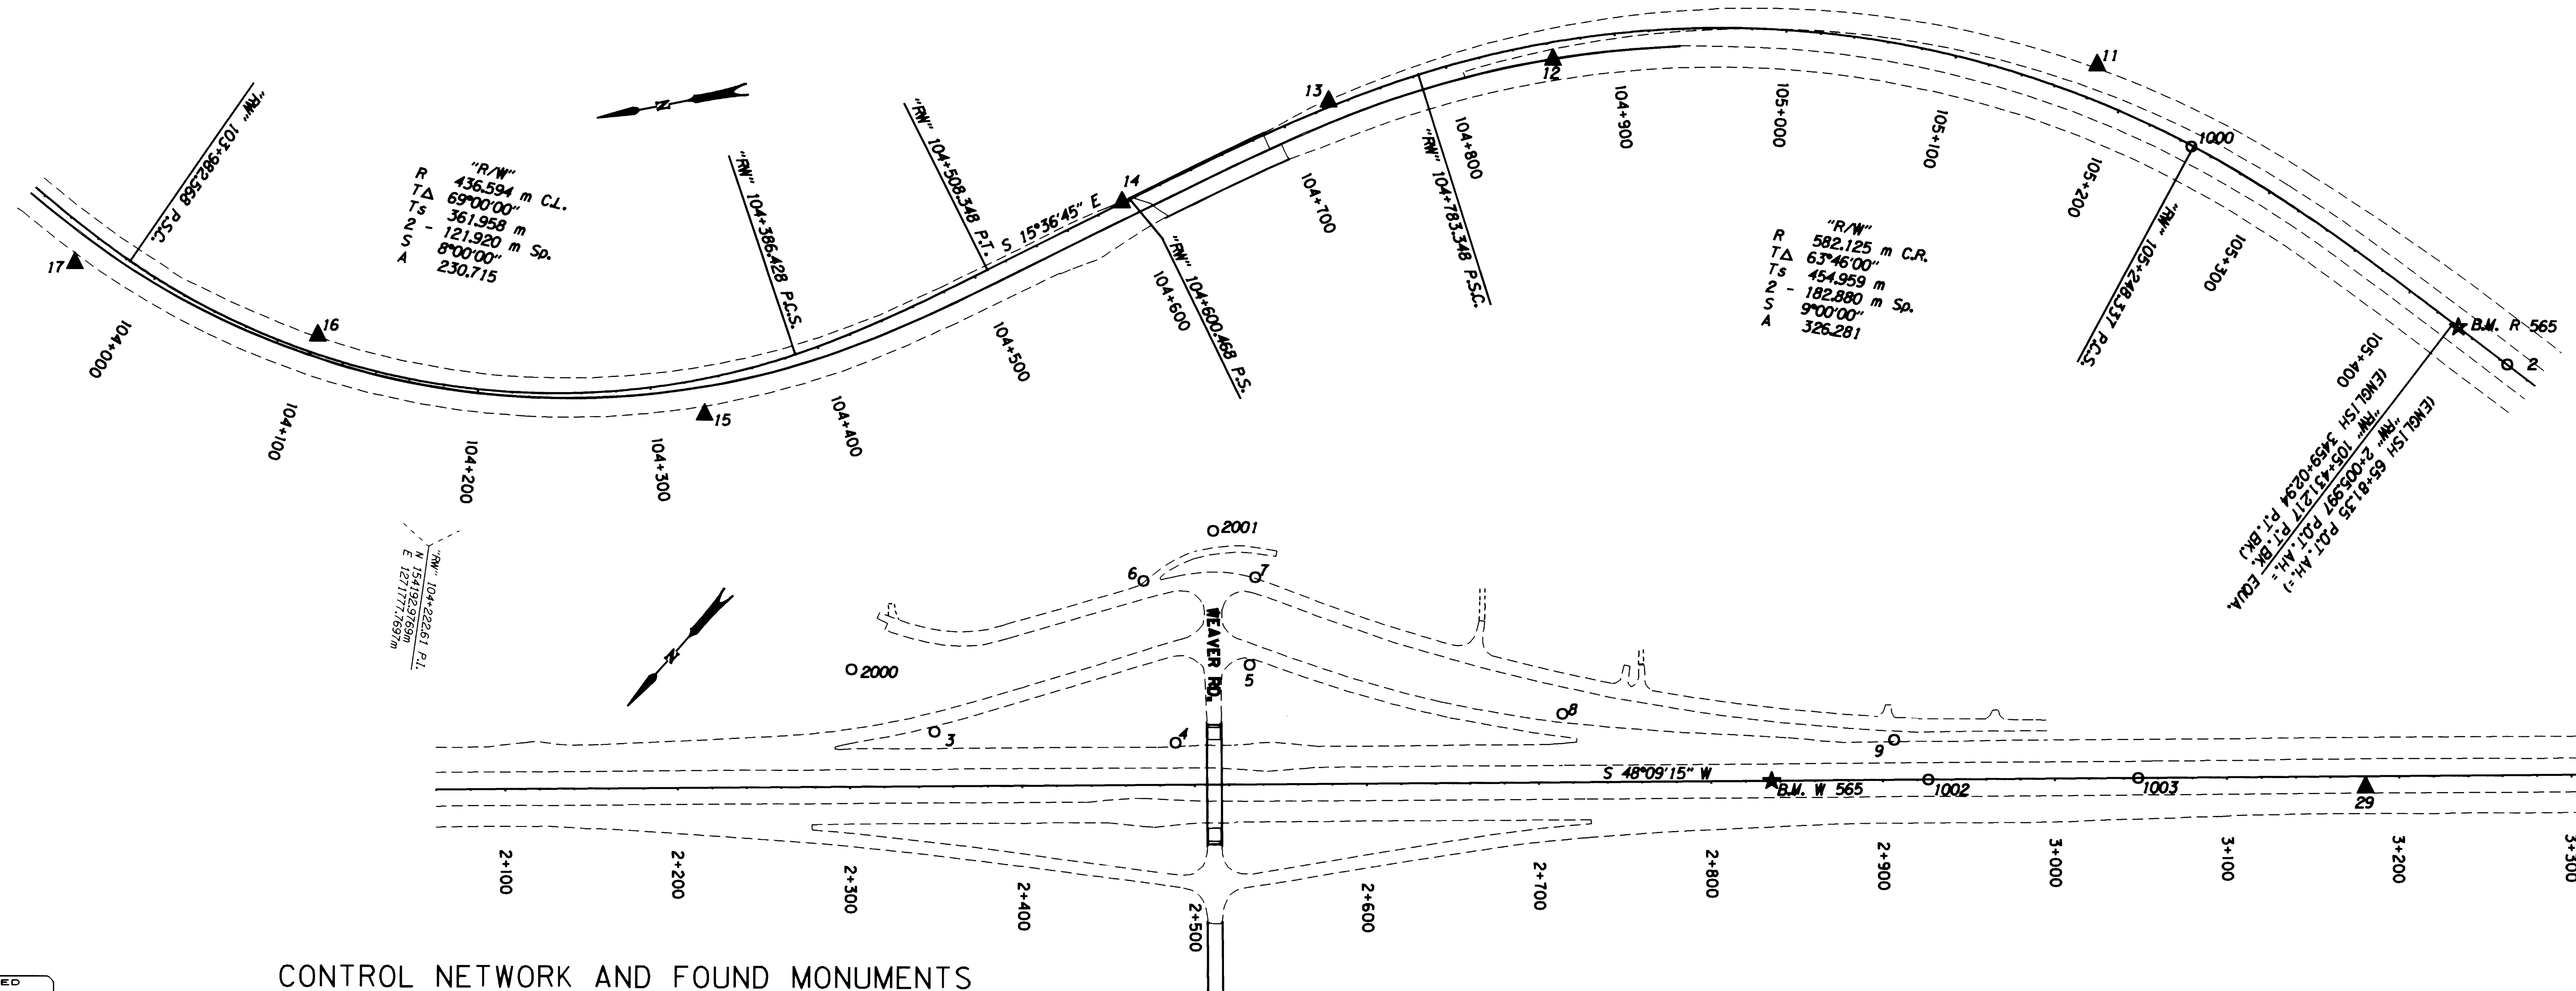 "RW" 103+982.568 P.S.C.
17
16
"R/W"
R 436.594 m C.L.
T△ 69°00'00"
Ts 361.958 m
2 - 121.920 m Sp.
S 8°00'00"
A 230.715
N
"RW" 104+386.428 P.C.S.
"RW" 104+508.348 P.T.
S 15°36'45" E
14
"RW" 104+600.468 P.S.
13
12
11
"RW" 104+783.348 P.S.C.
15
104+000
104+100
104+200
104+300
104+400
104+500
104+600
104+700
104+800
104+900
105+000
105+100
105+200
105+300
105+400
"R/W"
R 582.125 m C.R.
T△ 63°46'00"
Ts 454.959 m
2 - 182.880 m Sp.
S 9°00'00"
A 326.281
1000
"RW" 105+248.337 P.C.S.
B.M. R 565
2
(ENGLISH 3459+02.94 P.T. BK.)
"RW" 105+431.217 P.T. BK. EQUA.
"RW" 2+005.997 P.O.T. AH. =
(ENGLISH 65+81.35 P.O.T. AH. =)
"RW" 104+222.61 P.I.
N 154192.9769m
E 1271777.7697m
N
2001
6
7
WEAVER RD.
2000
5
3
4
8
9
S 48°09'15" W
B.M. W 565
1002
1003
29
2+100
2+200
2+300
2+400
2+500
2+600
2+700
2+800
2+900
3+000
3+100
3+200
3+300
CONTROL NETWORK AND FOUND MONUMENTS
ED